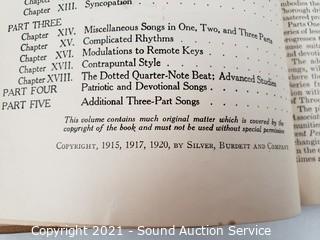 Chapter XIII. Syncopation . . . . .
PART THREE
Chapter XIV. Miscellaneous Songs in One, Two, and Three Parts
Chapter XV. Complicated Rhythms . . . . .
Chapter XVI. Modulations to Remote Keys . . . .
Chapter XVII. Contrapuntal Style . . . . .
Chapter XVIII. The Dotted Quarter-Note Beat; Advanced Studies
PART FOUR Patriotic and Devotional Songs . . . .
PART FIVE Additional Three-Part Songs . . . .
This volume contains much original matter which is covered by the
copyright of the book and must not be used without special permission
COPYRIGHT, 1915, 1917, 1920, BY SILVER, BURDETT AND COMPANY
Copyright 2021 - Sound Auction Service